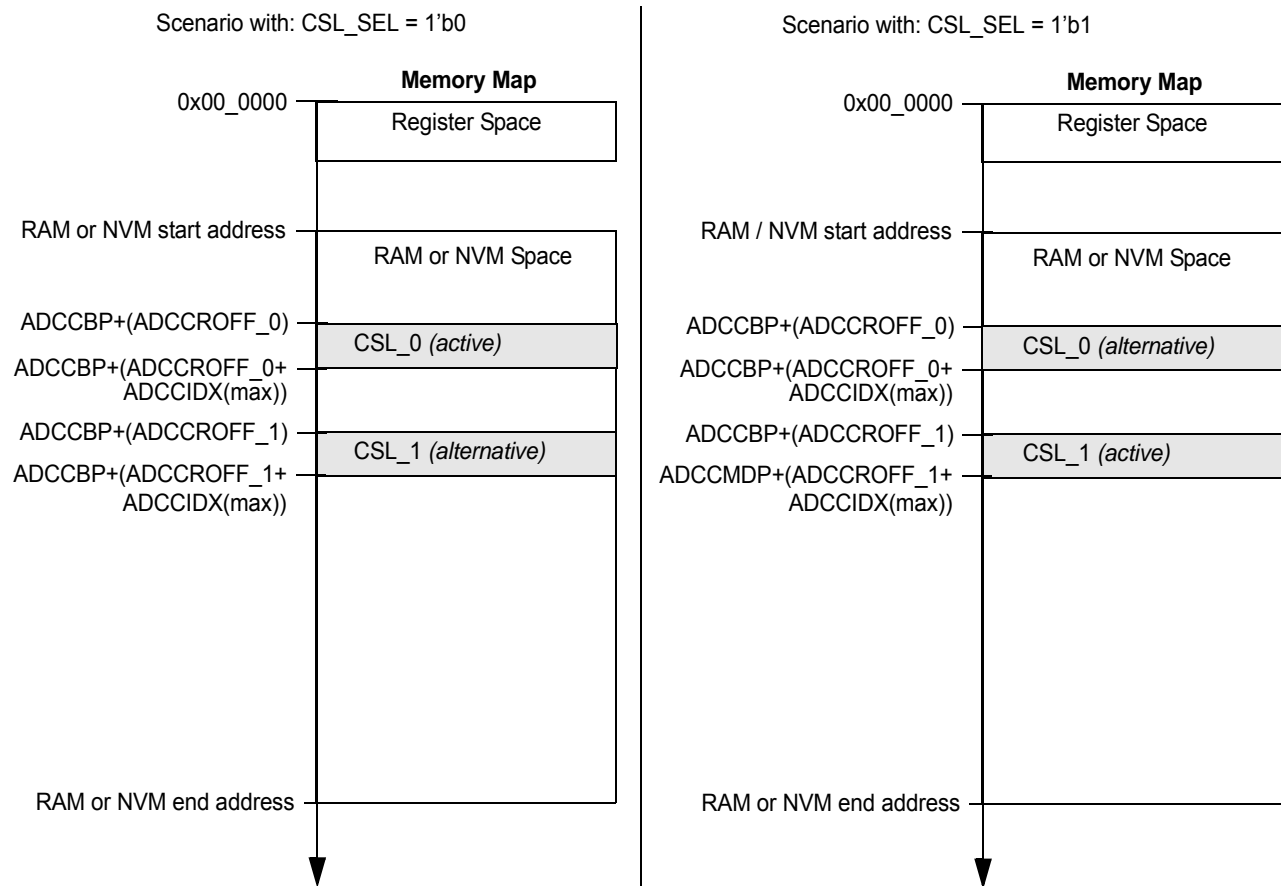 Scenario with: CSL_SEL = 1’b0
Memory Map
0x00_0000
Register Space
RAM or NVM start address
RAM or NVM Space
ADCCBP+(ADCCROFF_0)
CSL_0 (active)
ADCCBP+(ADCCROFF_0+
ADCCIDX(max))
ADCCBP+(ADCCROFF_1)
CSL_1 (alternative)
ADCCBP+(ADCCROFF_1+
ADCCIDX(max))
RAM or NVM end address
Scenario with: CSL_SEL = 1’b1
Memory Map
0x00_0000
Register Space
RAM / NVM start address
RAM or NVM Space
ADCCBP+(ADCCROFF_0)
CSL_0 (alternative)
ADCCBP+(ADCCROFF_0+
ADCCIDX(max))
ADCCBP+(ADCCROFF_1)
CSL_1 (active)
ADCCMDP+(ADCCROFF_1+
ADCCIDX(max))
RAM or NVM end address